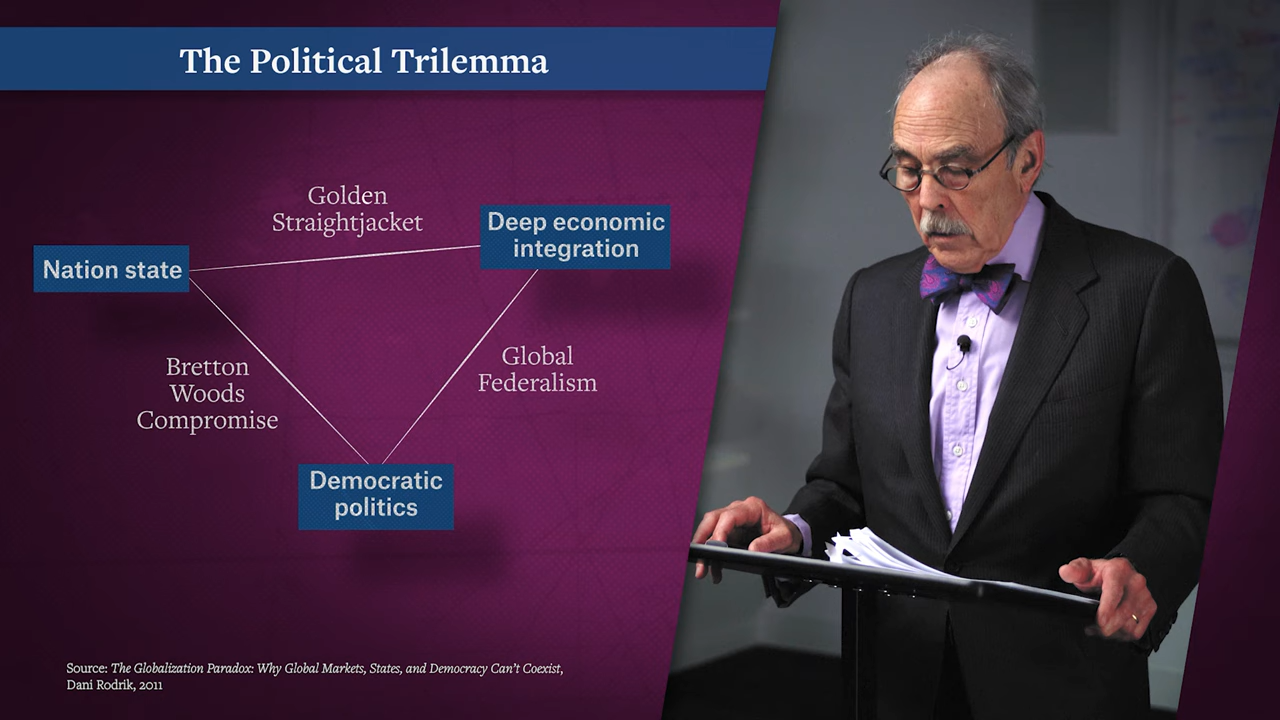 The Political Trilemma
Golden
Straightjacket
Deep economic
integration
Nation state
Bretton
Woods
Compromise
Global
Federalism
Democratic
politics
Source: The Globalization Paradox: Why Global Markets, States, and Democracy Can't Coexist,
Dani Rodrik, 2011